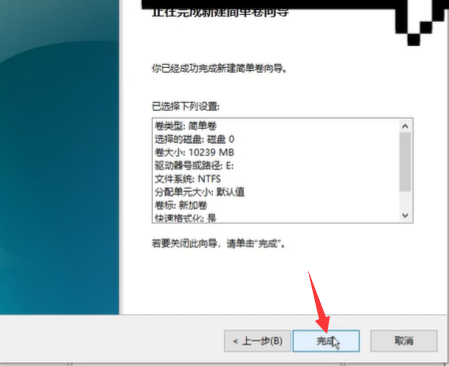 正在完成新建简单卷向导
你已经成功完成新建简单卷向导。
已选择下列设置:
卷类型: 简单卷
选择的磁盘: 磁盘 0
卷大小: 10239 MB
驱动器号或路径: E:
文件系统: NTFS
分配单元大小: 默认值
卷标: 新加卷
快速格式化: 是
若要关闭此向导，请单击"完成"。
< 上一步(B)
完成
取消